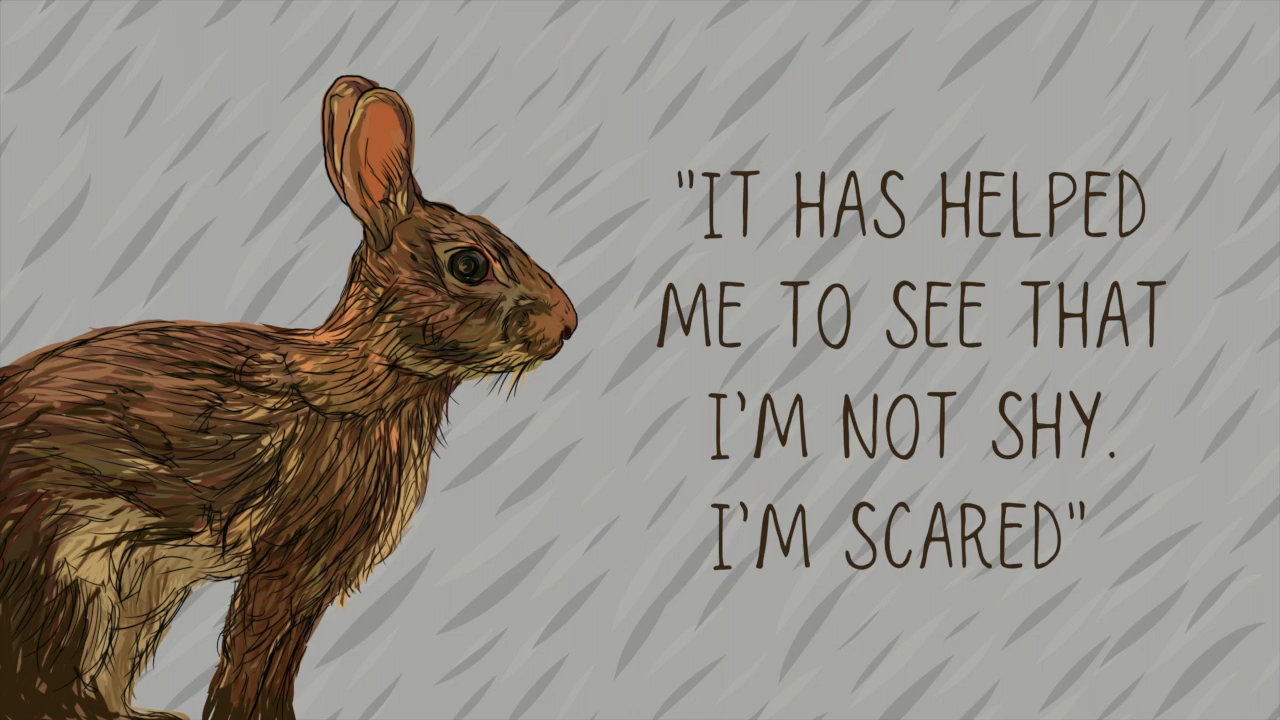 "IT HAS HELPED
ME TO SEE THAT
I'M NOT SHY.
I'M SCARED"